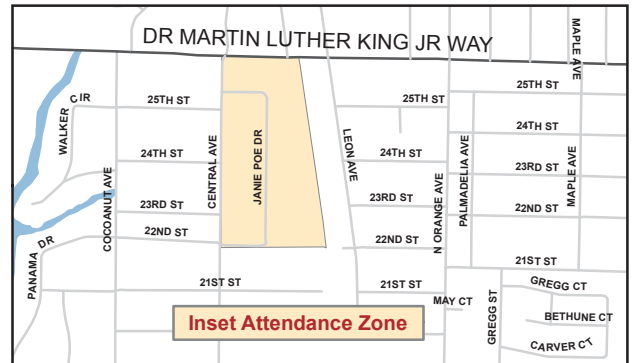 DR MARTIN LUTHER KING JR WAY
MAPLE AVE
WALKER CIR
25TH ST
25TH ST
25TH ST
24TH ST
24TH ST
24TH ST
COCOANUT AVE
CENTRAL AVE
JANIE POE DR
LEON AVE
N ORANGE AVE
PALMADELIA AVE
MAPLE AVE
23RD ST
23RD ST
23RD ST
22ND ST
22ND ST
22ND ST
PANAMA DR
21ST ST
21ST ST
21ST ST
MAY CT
GREGG ST
GREGG CT
BETHUNE CT
CARVER CT
Inset Attendance Zone